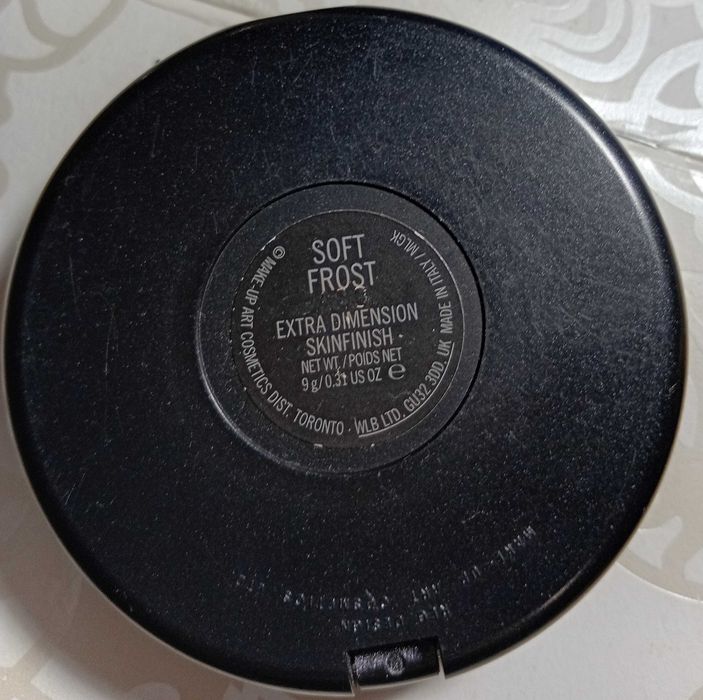 SOFT
FROST
EXTRA DIMENSION
SKINFINISH
NET WT./POIDS NET
9 g/0.31 US OZ ℮
© MAKE-UP ART COSMETICS DIST. TORONTO · WLB LTD. GU32 3DD, UK MADE IN ITALY / MLGK